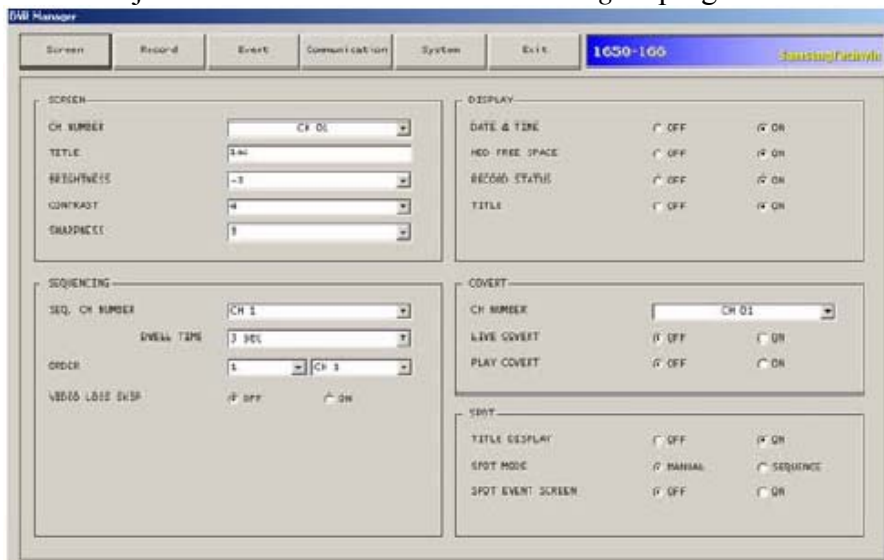 DVR Manager
Screen Record Event Communication System Exit 1650-166 SamsungTechwin
SCREEN
CH NUMBER CH 01
TITLE
BRIGHTNESS -3
CONTRAST 4
SHARPNESS 3
SEQUENCING
SEQ. CH NUMBER CH 1
DWELL TIME 3 SEC
ORDER 1 CH 1
VIDEO LOSS SKIP OFF ON
DISPLAY
DATE & TIME OFF ON
HDD FREE SPACE OFF ON
RECORD STATUS OFF ON
TITLE OFF ON
COVERT
CH NUMBER CH 01
LIVE COVERT OFF ON
PLAY COVERT OFF ON
SPOT
TITLE DISPLAY OFF ON
SPOT MODE MANUAL SEQUENCE
SPOT EVENT SCREEN OFF ON